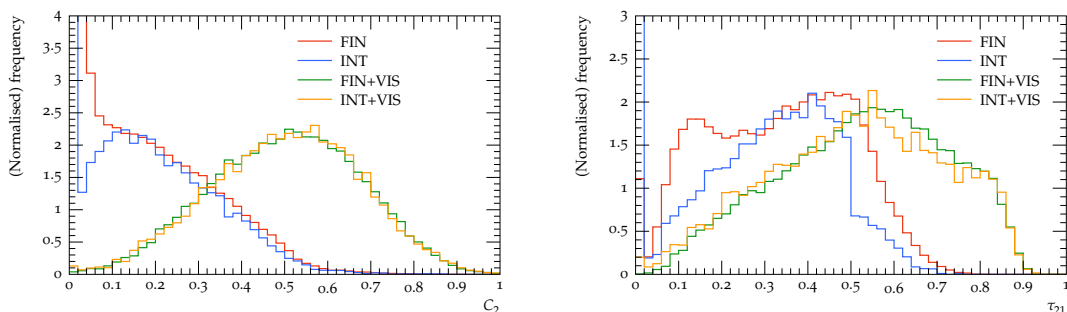 (Normalised) frequency
4
3.5
3
2.5
2
1.5
1
0.5
0
FIN
INT
FIN+VIS
INT+VIS
0 0.1 0.2 0.3 0.4 0.5 0.6 0.7 0.8 0.9 1
C2
(Normalised) frequency
3
2.5
2
1.5
1
0.5
0
FIN
INT
FIN+VIS
INT+VIS
0 0.1 0.2 0.3 0.4 0.5 0.6 0.7 0.8 0.9 1
τ21